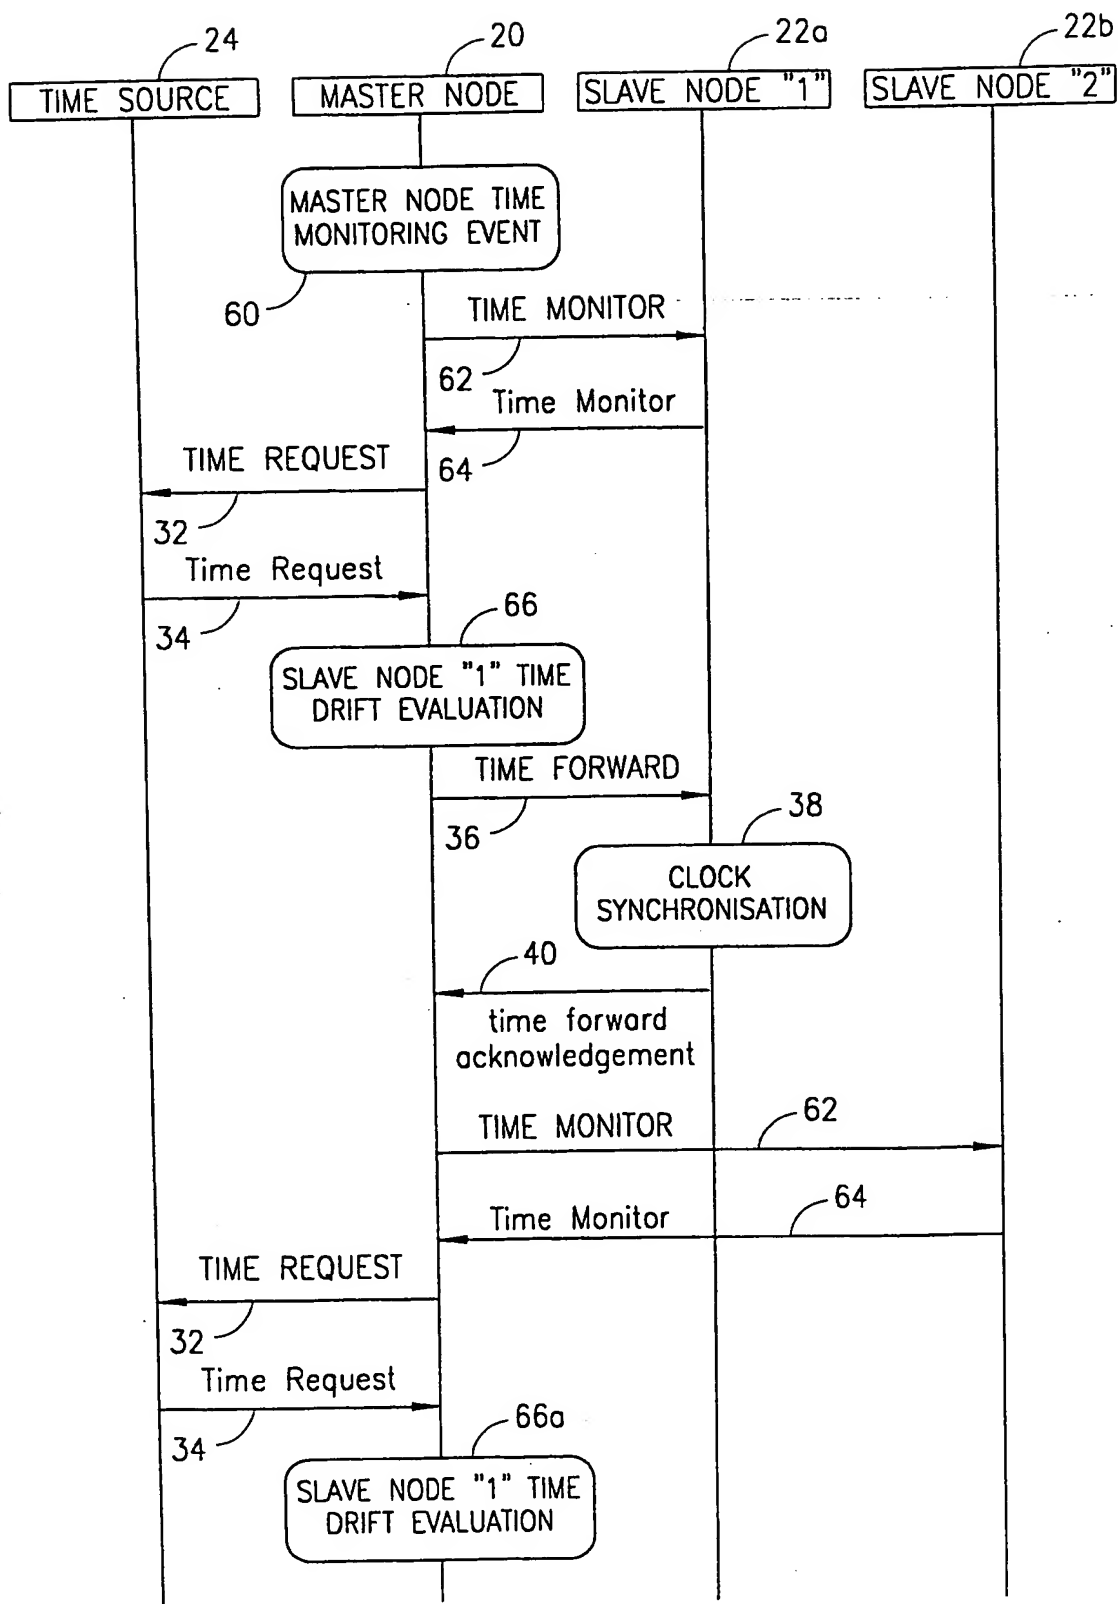 24
20
22a
22b
TIME SOURCE
MASTER NODE
SLAVE NODE "1"
SLAVE NODE "2"
MASTER NODE TIME
MONITORING EVENT
60
TIME MONITOR
62
Time Monitor
64
TIME REQUEST
32
Time Request
34
66
SLAVE NODE "1" TIME
DRIFT EVALUATION
TIME FORWARD
36
38
CLOCK
SYNCHRONISATION
40
time forward
acknowledgement
TIME MONITOR
62
Time Monitor
64
TIME REQUEST
32
Time Request
34
66a
SLAVE NODE "1" TIME
DRIFT EVALUATION